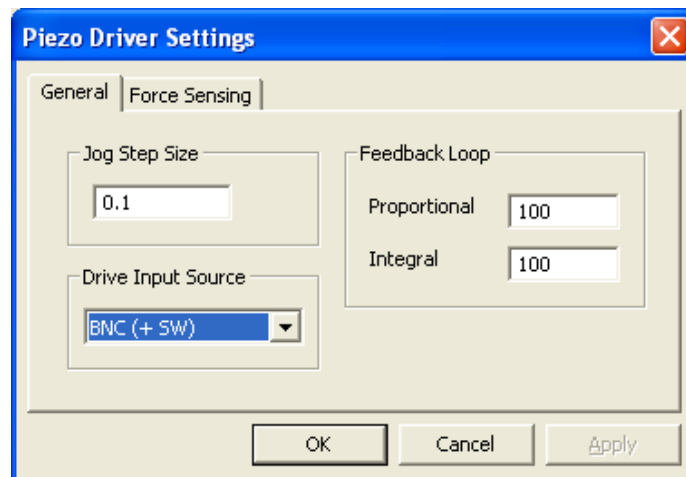 Piezo Driver Settings
General Force Sensing
Jog Step Size
0.1
Drive Input Source
BNC (+ SW)
Feedback Loop
Proportional 100
Integral 100
OK Cancel Apply